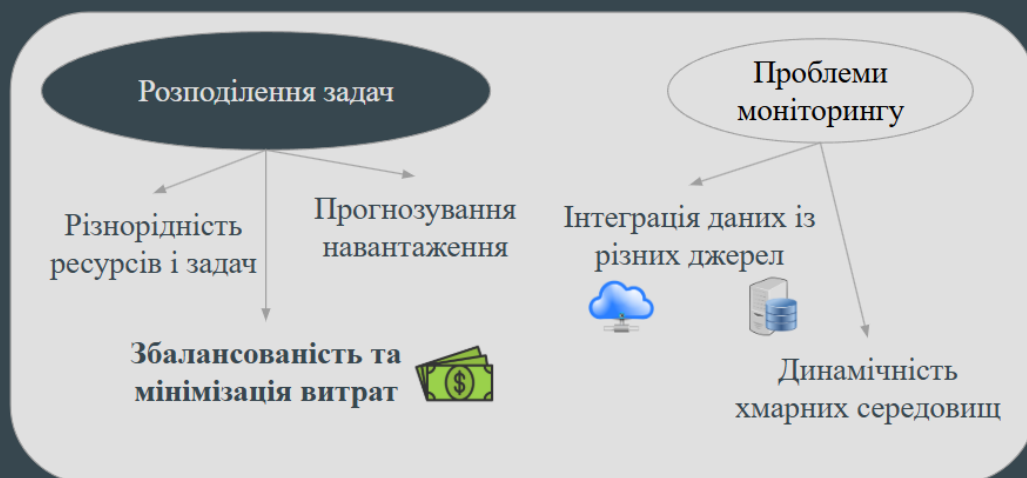 Розподілення задач
Різнорідність
ресурсів і задач
Прогнозування
навантаження
Збалансованість та
мінімізація витрат
$
Проблеми
моніторингу
Інтеграція даних із
різних джерел
Динамічність
хмарних середовищ